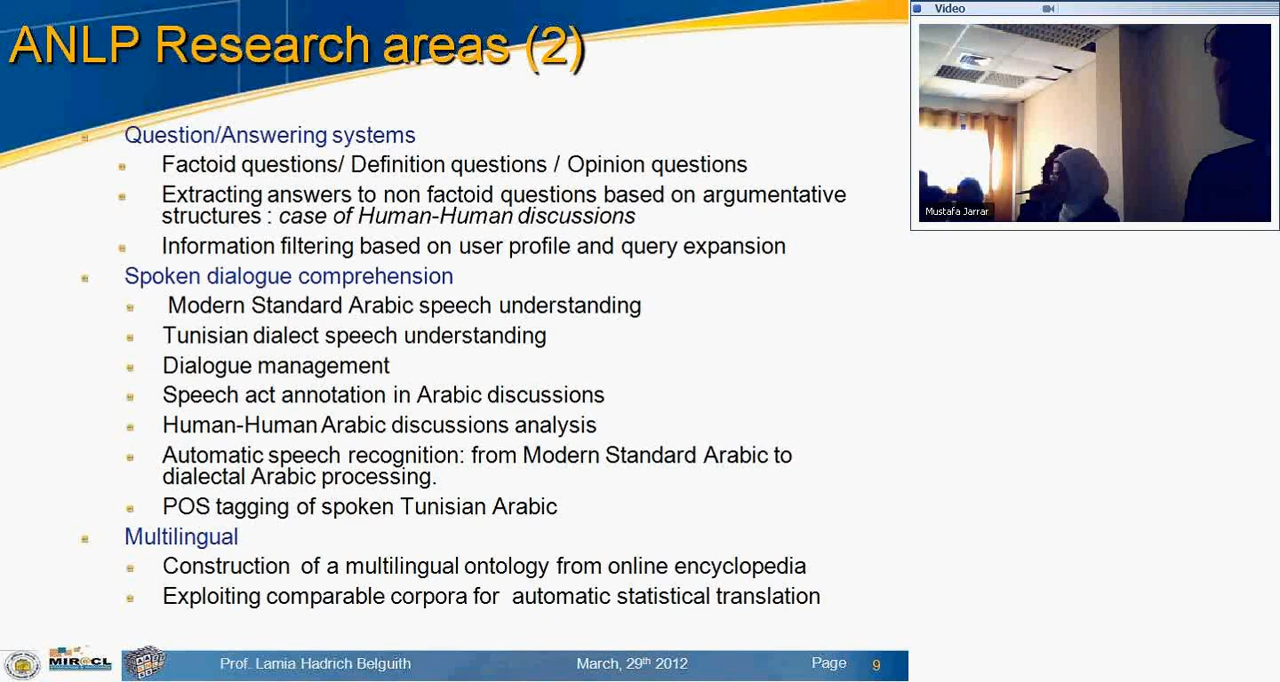 ANLP Research areas (2)
Question/Answering systems
Factoid questions/ Definition questions / Opinion questions
Extracting answers to non factoid questions based on argumentative
structures : case of Human-Human discussions
Information filtering based on user profile and query expansion
Spoken dialogue comprehension
Modern Standard Arabic speech understanding
Tunisian dialect speech understanding
Dialogue management
Speech act annotation in Arabic discussions
Human-Human Arabic discussions analysis
Automatic speech recognition: from Modern Standard Arabic to
dialectal Arabic processing.
POS tagging of spoken Tunisian Arabic
Multilingual
Construction of a multilingual ontology from online encyclopedia
Exploiting comparable corpora for automatic statistical translation
MIR@CL
Prof. Lamia Hadrich Belguith
March, 29th 2012
Page 9
Video
Mustafa Jarrar